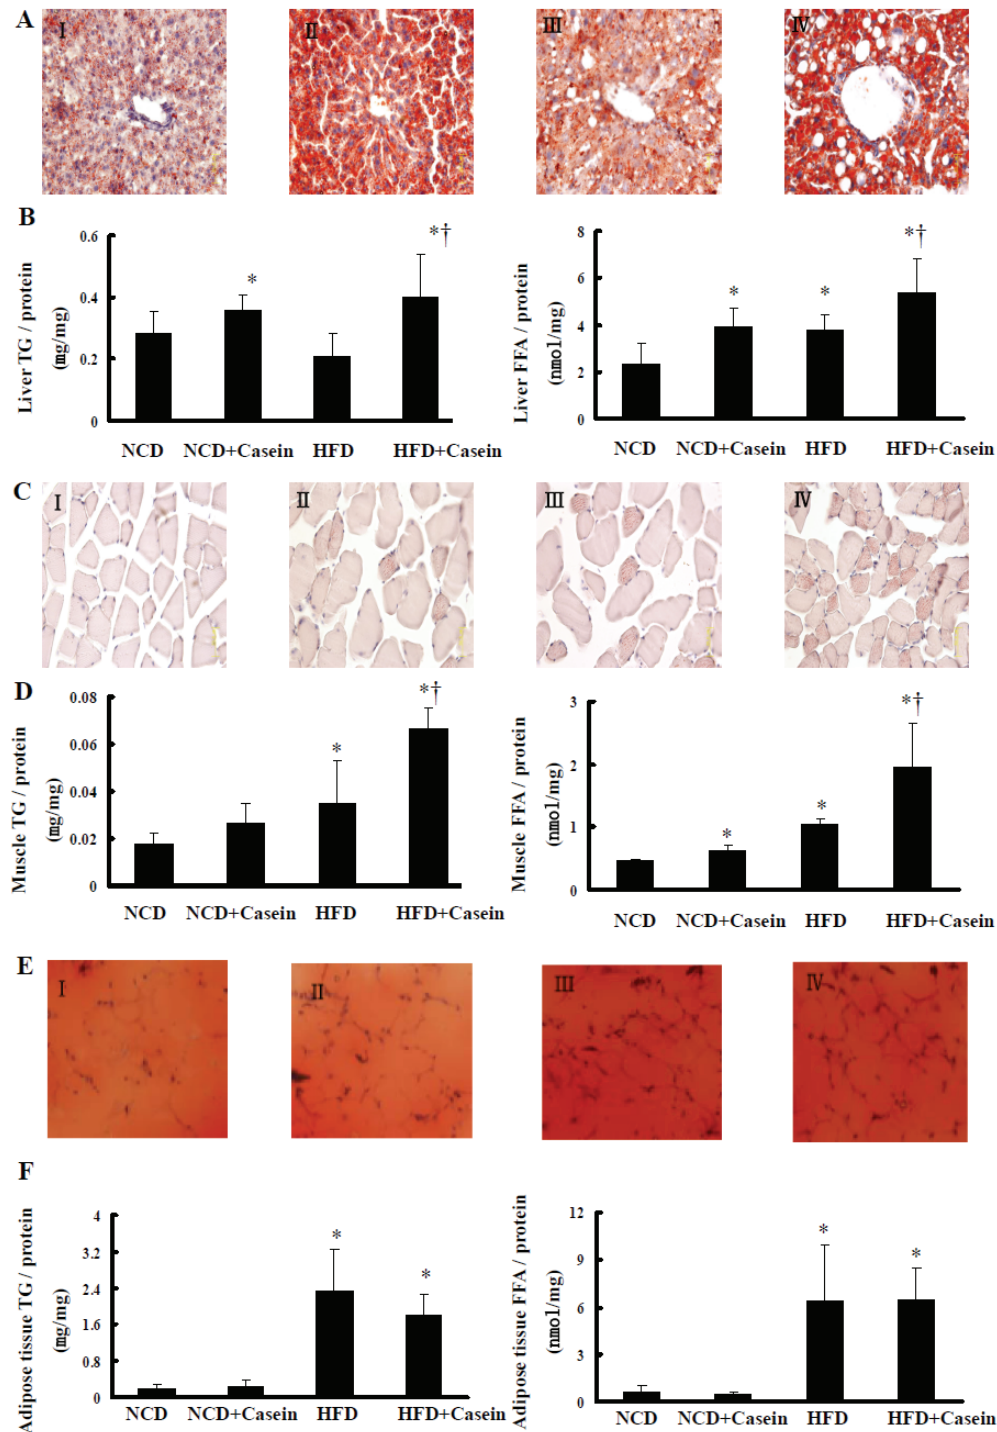 A
I
II
III
IV
B
Liver TG / protein
(mg/mg)
0.6
0.4
0.2
0
*
*†
NCD
NCD+Casein
HFD
HFD+Casein
Liver FFA / protein
(nmol/mg)
8
6
4
2
0
*
*
*†
NCD
NCD+Casein
HFD
HFD+Casein
C
I
II
III
IV
D
Muscle TG / protein
(mg/mg)
0.08
0.06
0.04
0.02
0
*
*†
NCD
NCD+Casein
HFD
HFD+Casein
Muscle FFA / protein
(nmol/mg)
3
2
1
0
*
*
*†
NCD
NCD+Casein
HFD
HFD+Casein
E
I
II
III
IV
F
Adipose tissue TG / protein
(mg/mg)
4
3.2
2.4
1.6
0.8
0
*
*
NCD
NCD+Casein
HFD
HFD+Casein
Adipose tissue FFA / protein
(nmol/mg)
12
9
6
3
0
*
*
NCD
NCD+Casein
HFD
HFD+Casein